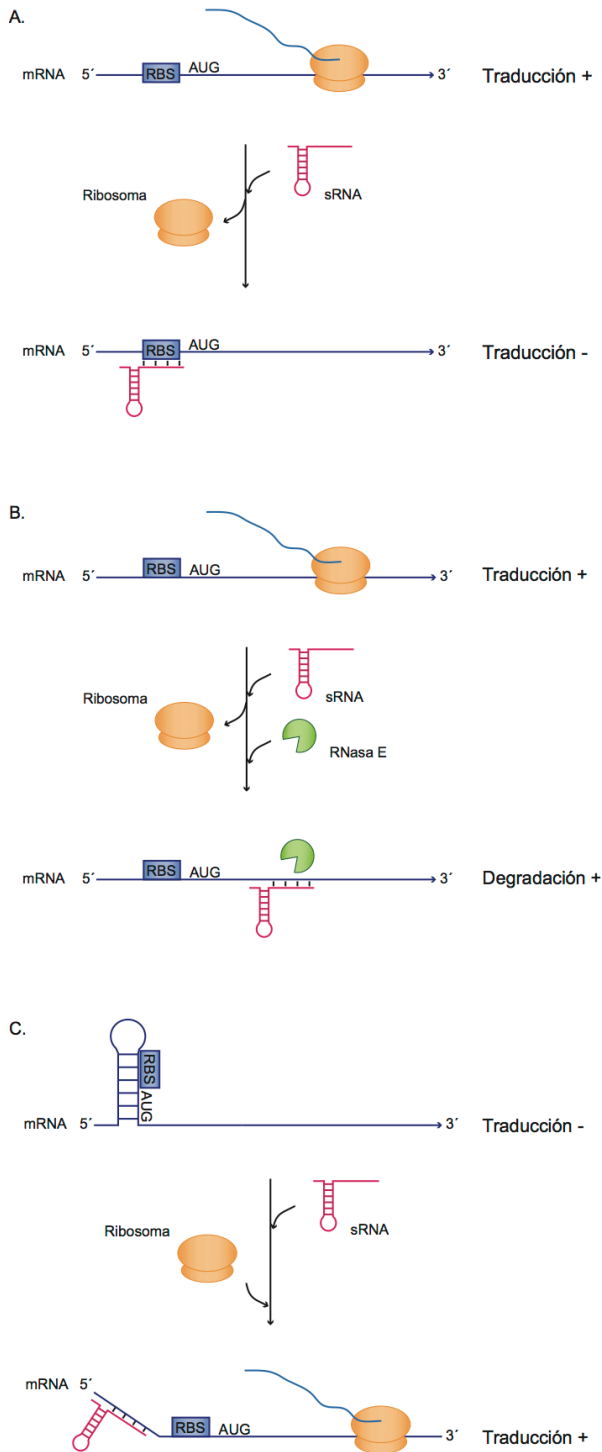 A.
mRNA 5´ RBS AUG 3´ Traducción +
sRNA
Ribosoma
mRNA 5´ RBS AUG 3´ Traducción -
B.
mRNA 5´ RBS AUG 3´ Traducción +
sRNA
Ribosoma
RNasa E
mRNA 5´ RBS AUG 3´ Degradación +
C.
RBS
AUG
mRNA 5´ 3´ Traducción -
sRNA
Ribosoma
mRNA 5´
RBS AUG 3´ Traducción +